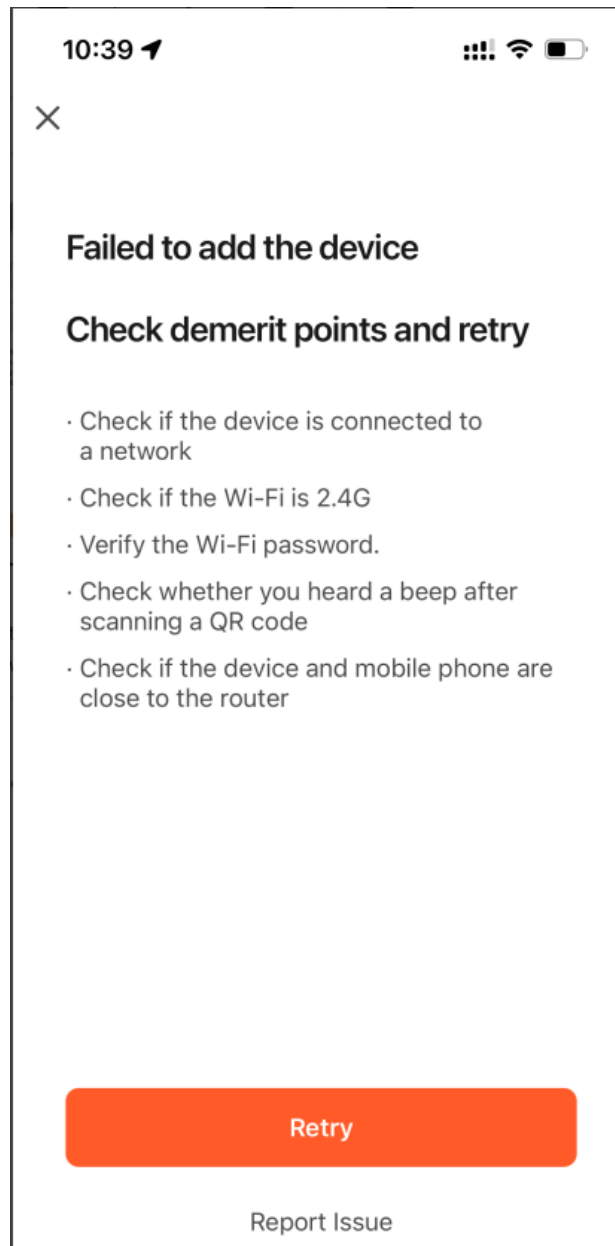 10:39
Failed to add the device
Check demerit points and retry
· Check if the device is connected to
a network
· Check if the Wi-Fi is 2.4G
· Verify the Wi-Fi password.
· Check whether you heard a beep after
scanning a QR code
· Check if the device and mobile phone are
close to the router
Retry
Report Issue